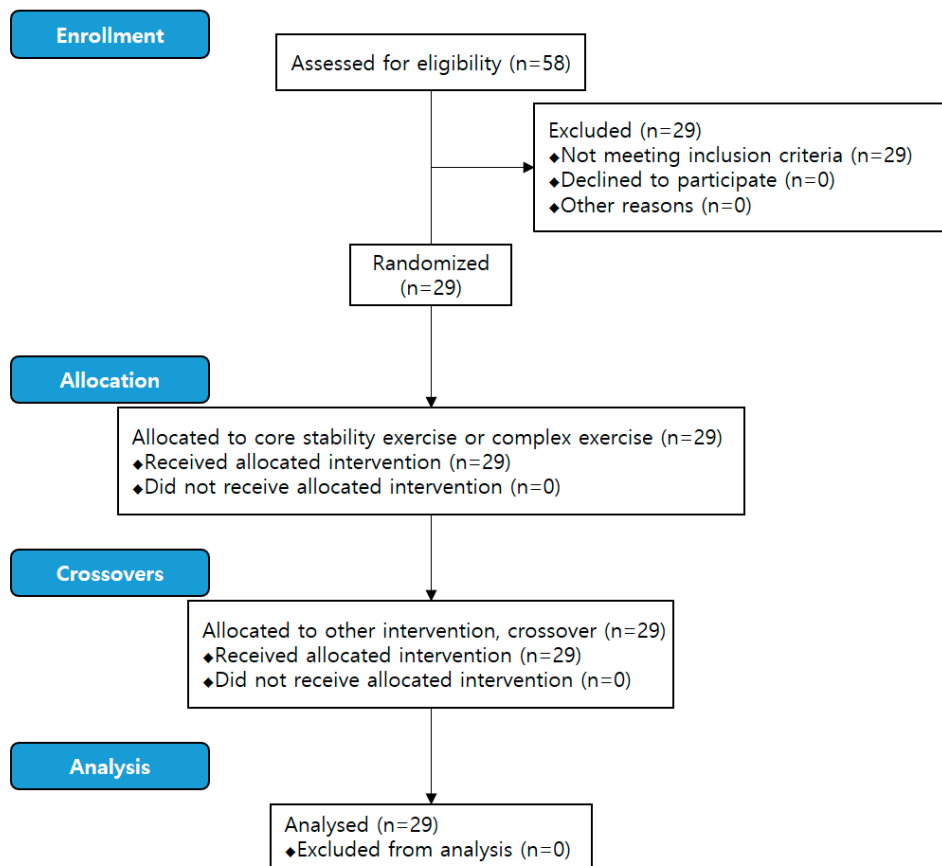 Enrollment
Assessed for eligibility (n=58)
Excluded (n=29)
◆Not meeting inclusion criteria (n=29)
◆Declined to participate (n=0)
◆Other reasons (n=0)
Randomized
(n=29)
Allocation
Allocated to core stability exercise or complex exercise (n=29)
◆Received allocated intervention (n=29)
◆Did not receive allocated intervention (n=0)
Crossovers
Allocated to other intervention, crossover (n=29)
◆Received allocated intervention (n=29)
◆Did not receive allocated intervention (n=0)
Analysis
Analysed (n=29)
◆Excluded from analysis (n=0)